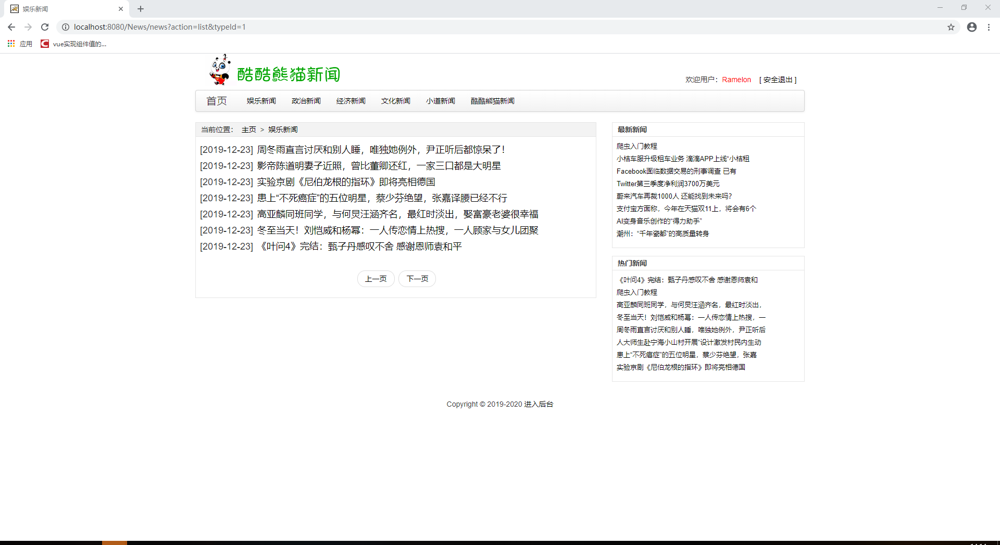 娱乐新闻
localhost:8080/News/news?action=list&typeId=1
应用 vue实现组件值的...
酷酷熊猫新闻
欢迎用户：Ramelon [ 安全退出 ]
首页 娱乐新闻 政治新闻 经济新闻 文化新闻 小道新闻 酷酷熊猫新闻
当前位置： 主页 > 娱乐新闻
[2019-12-23] 周冬雨直言讨厌和别人睡，唯独她例外，尹正听后都惊呆了！
[2019-12-23] 影帝陈道明妻子近照，曾比董卿还红，一家三口都是大明星
[2019-12-23] 实验京剧《尼伯龙根的指环》即将亮相德国
[2019-12-23] 患上“不死癌症”的五位明星，蔡少芬绝望，张嘉译腰已经不行
[2019-12-23] 高亚麟同班同学，与何炅汪涵齐名，最红时淡出，娶富豪老婆很幸福
[2019-12-23] 冬至当天！刘恺威和杨幂：一人传恋情上热搜，一人顾家与女儿团聚
[2019-12-23] 《叶问4》完结：甄子丹感叹不舍 感谢恩师袁和平
上一页 下一页
最新新闻
爬虫入门教程
小桔车服升级租车业务 滴滴APP上线“小桔租
Facebook面临数据交易的刑事调查 已有
Twitter第三季度净利润3700万美元
蔚来汽车再裁1000人 还能找到未来吗？
支付宝方面称，今年在天猫双11上，将会有6个
AI变身音乐创作的“得力助手”
潮州：“千年瓷都”的高质量转身
热门新闻
《叶问4》完结：甄子丹感叹不舍 感谢恩师袁和
爬虫入门教程
高亚麟同班同学，与何炅汪涵齐名，最红时淡出，
冬至当天！刘恺威和杨幂：一人传恋情上热搜，一
周冬雨直言讨厌和别人睡，唯独她例外，尹正听后
人大师生赴宁海小山村开展“设计激发村民内生动
患上“不死癌症”的五位明星，蔡少芬绝望，张嘉
实验京剧《尼伯龙根的指环》即将亮相德国
Copyright © 2019-2020 进入后台